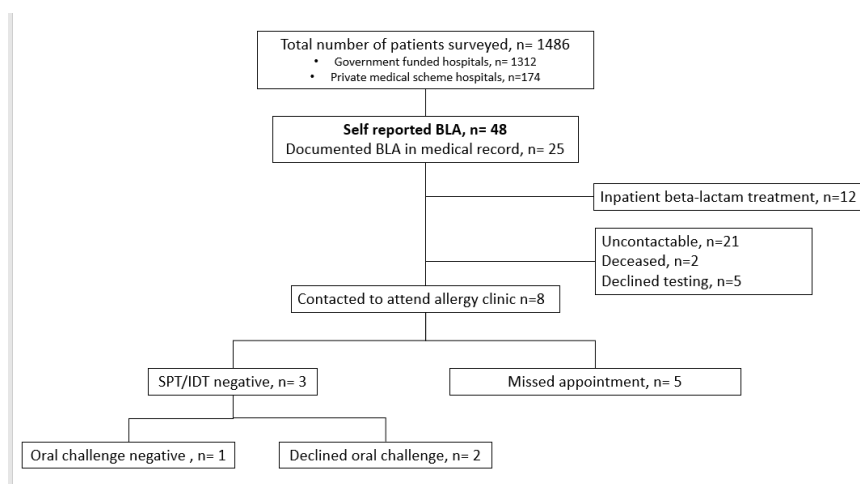 Total number of patients surveyed, n= 1486
• Government funded hospitals, n= 1312
• Private medical scheme hospitals, n=174
Self reported BLA, n= 48
Documented BLA in medical record, n= 25
Inpatient beta-lactam treatment, n=12
Uncontactable, n=21
Deceased, n=2
Declined testing, n=5
Contacted to attend allergy clinic n=8
SPT/IDT negative, n= 3
Missed appointment, n= 5
Oral challenge negative , n= 1
Declined oral challenge, n= 2